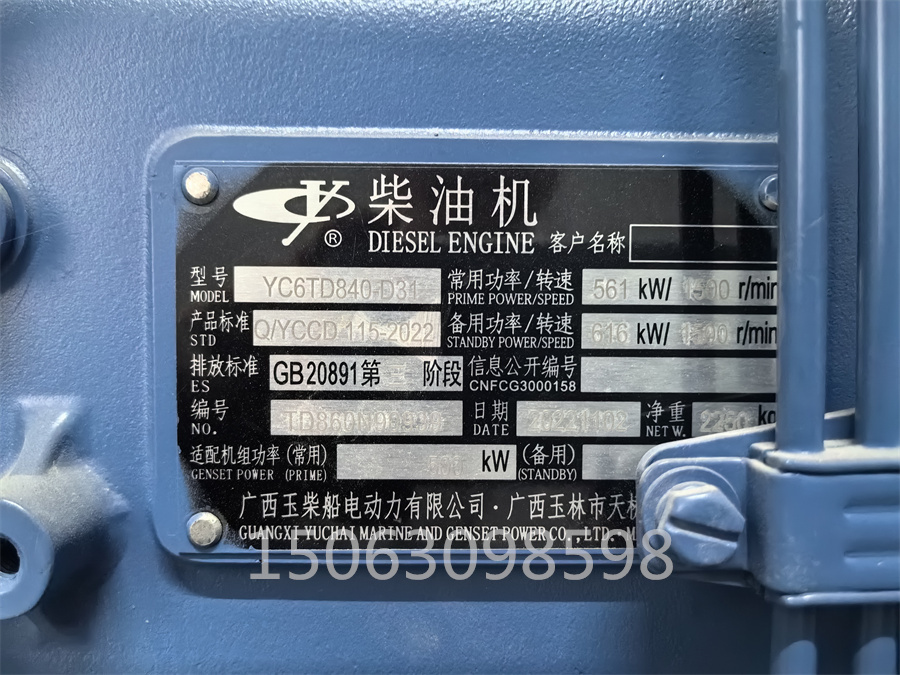 柴油机
® DIESEL ENGINE 客户名称
型号 YC6TD840-D31 常用功率/转速 561 kW/ r/min
MODEL PRIME POWER/SPEED
产品标准 Q/YCCD 115-2022 备用功率/转速 616 kW/ r/min
STD STANDBY POWER/SPEED
排放标准 GB20891第 阶段 信息公开编号
ES CNFCG3000158
编号 日期 净重
NO. DATE NET W.
适配机组功率 (常用) kW (备用)
GENSET POWER (PRIME) (STANDBY)
广西玉柴船电动力有限公司·广西玉林市天
GUANGXI YUCHAI MARINE AND GENSET POWER CO.,LTD.
15063098598